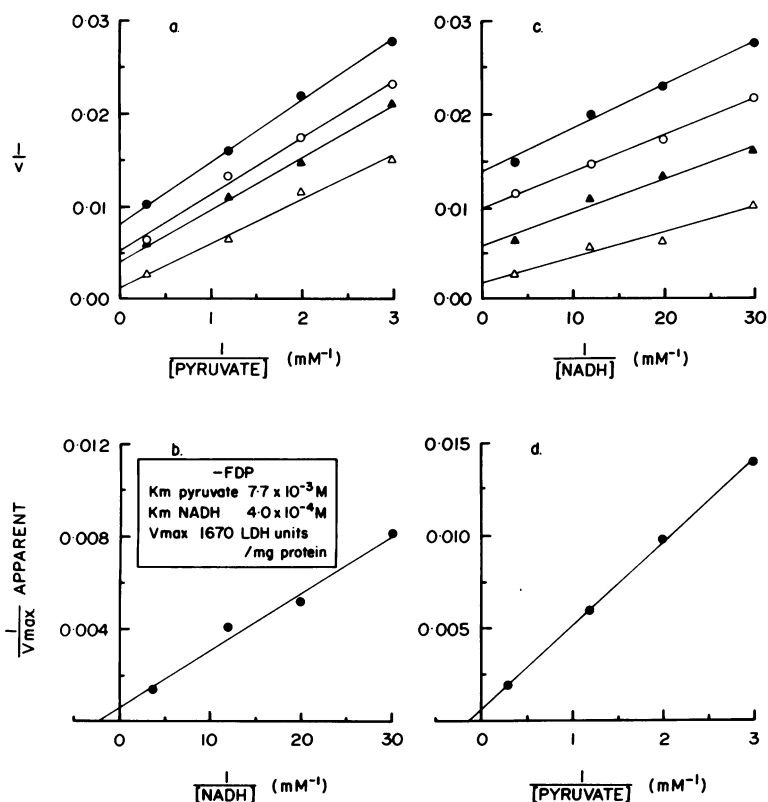 a.
0·03
0·02
0·01
0·00
1
v
0 1 2 3
1
[PYRUVATE] (mM⁻¹)
c.
0·03
0·02
0·01
0·00
0 10 20 30
1
[NADH] (mM⁻¹)
b.
0·012
0·008
0·004
1
Vmax APPARENT
-FDP
Km pyruvate 7·7 x 10⁻³M
Km NADH 4·0 x 10⁻⁴M
Vmax 1670 LDH units
/mg protein
0 10 20 30
1
[NADH] (mM⁻¹)
d.
0·015
0·010
0·005
0 1 2 3
1
[PYRUVATE] (mM⁻¹)